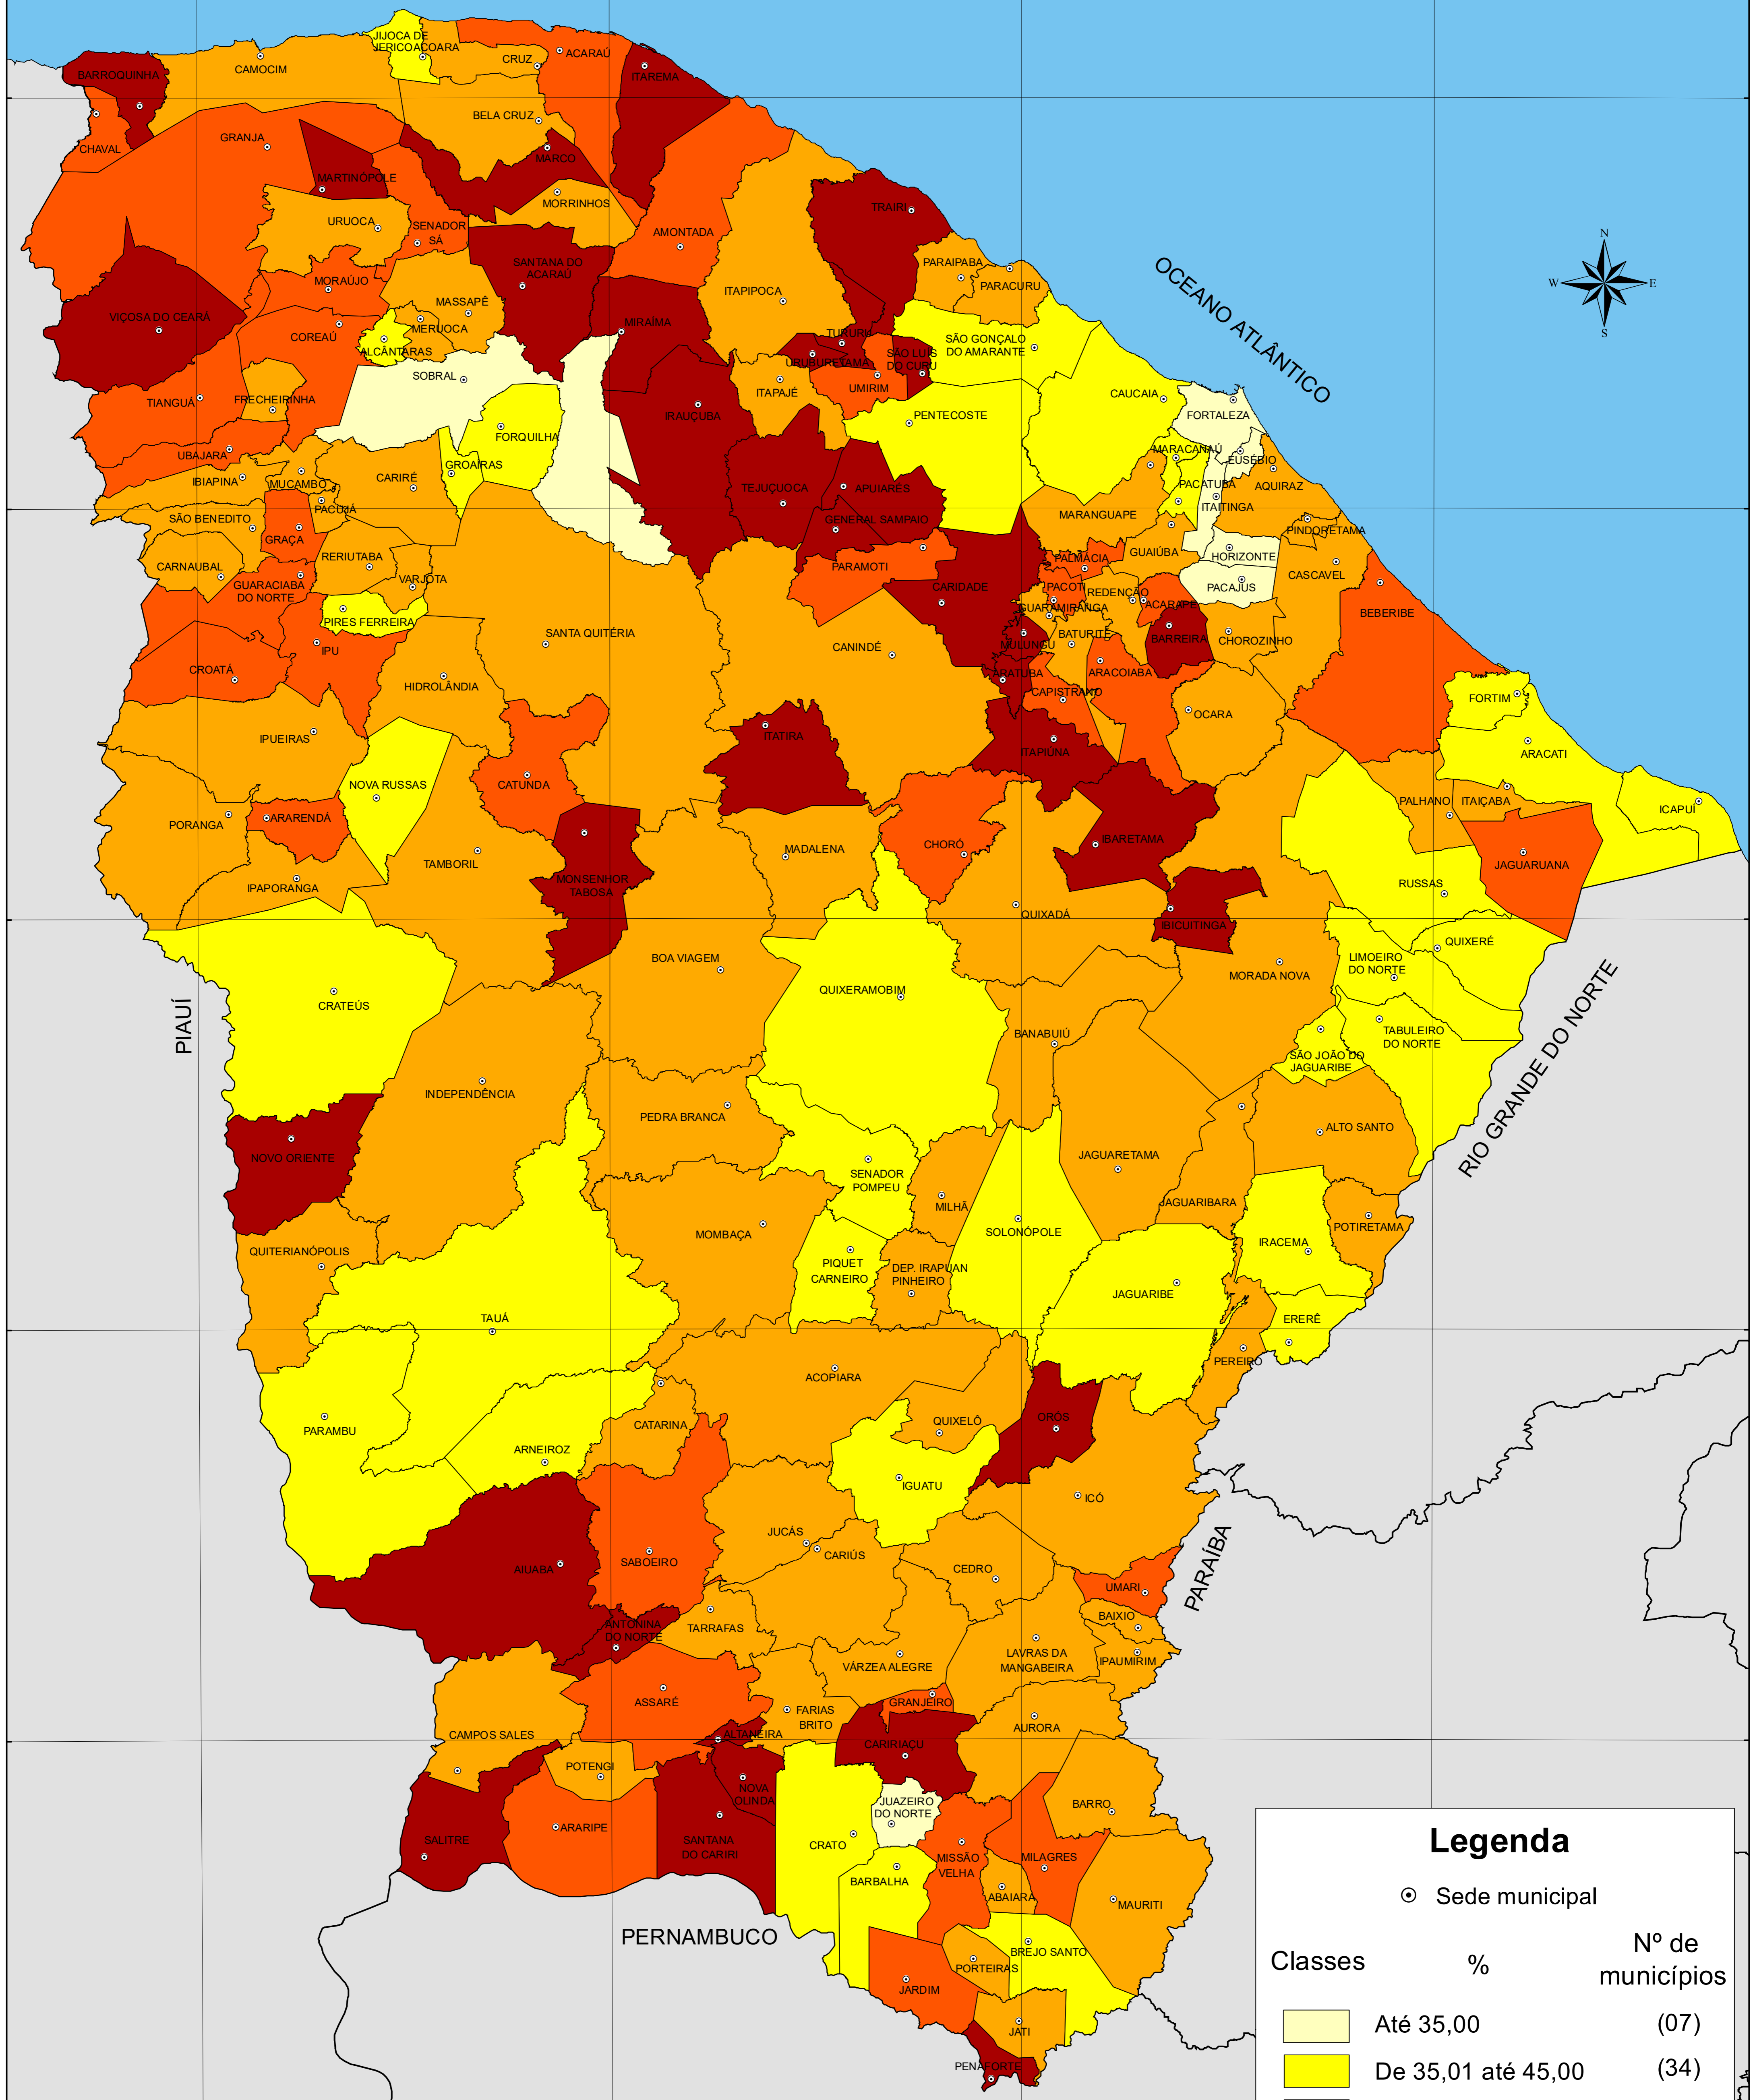 JIJOCA DE
JERICOACOARA
CRUZ
ACARAÚ
BARROQUINHA
CAMOCIM
ITAREMA
BELA CRUZ
CHAVAL
GRANJA
MARCO
MARTINÓPOLE
MORRINHOS
TRAIRI
URUOCA
SENADOR
SÁ
AMONTADA
N
W
E
S
SANTANA DO
ACARAÚ
PARAIPABA
PARACURU
OCEANO ATLÂNTICO
MORAÚJO
MASSAPÊ
ITAPIPOCA
VIÇOSA DO CEARÁ
MERUOCA
MIRAÍMA
COREAÚ
ALCÂNTARAS
TURURU
URUBURETAMA
SÃO LUÍS
DO CURU
SÃO GONÇALO
DO AMARANTE
SOBRAL
UMIRIM
ITAPAJÉ
CAUCAIA
TIANGUÁ
FRECHEIRINHA
IRAUÇUBA
PENTECOSTE
FORTALEZA
FORQUILHA
UBAJARA
GROAÍRAS
MARACANAÚ
EUSÉBIO
IBIAPINA
MUCAMBO
CARIRÉ
TEJUÇUOCA
APUIARÉS
PACATUBA
AQUIRAZ
PACUJÁ
ITAITINGA
SÃO BENEDITO
GENERAL SAMPAIO
MARANGUAPE
PINDORETAMA
GRAÇA
RERIUTABA
PALMÁCIA
GUAIÚBA
HORIZONTE
CARNAUBAL
VARJOTA
PARAMOTI
CASCAVEL
GUARACIABA
DO NORTE
CARIDADE
PACOTI
REDENÇÃO
PACAJUS
GUARAMIRANGA
ACARAPE
BEBERIBE
PIRES FERREIRA
SANTA QUITÉRIA
BATURITÉ
BARREIRA
CHOROZINHO
IPU
CANINDÉ
MULUNGU
CROATÁ
HIDROLÂNDIA
ARATUBA
ARACOIABA
CAPISTRANO
FORTIM
OCARA
IPUEIRAS
ITATIRA
ITAPIÚNA
ARACATI
NOVA RUSSAS
CATUNDA
PALHANO
ITAIÇABA
ICAPUÍ
PORANGA
ARARENDÁ
IBARETAMA
MADALENA
CHORÓ
TAMBORIL
JAGUARUANA
IPAPORANGA
MONSENHOR
TABOSA
RUSSAS
QUIXADÁ
IBICUITINGA
QUIXERÉ
BOA VIAGEM
LIMOEIRO
DO NORTE
MORADA NOVA
CRATEÚS
QUIXERAMOBIM
PIAUÍ
BANABUIÚ
TABULEIRO
DO NORTE
SÃO JOÃO DO
JAGUARIBE
RIO GRANDE DO NORTE
INDEPENDÊNCIA
PEDRA BRANCA
ALTO SANTO
NOVO ORIENTE
JAGUARETAMA
SENADOR
POMPEU
JAGUARIBARA
MILHÃ
POTIRETAMA
MOMBAÇA
SOLONÓPOLE
IRACEMA
QUITERIANÓPOLIS
PIQUET
CARNEIRO
DEP. IRAPUAN
PINHEIRO
JAGUARIBE
TAUÁ
ERERÊ
PEREIRO
ACOPIARA
PARAMBU
CATARINA
QUIXELÔ
ORÓS
ARNEIROZ
IGUATU
ICÓ
JUCÁS
CARIÚS
PARAÍBA
AIUABA
SABOEIRO
CEDRO
UMARI
BAIXIO
ANTONINA
DO NORTE
TARRAFAS
VÁRZEA ALEGRE
LAVRAS DA
MANGABEIRA
IPAUMIRIM
ASSARÉ
GRANJEIRO
FARIAS
BRITO
CAMPOS SALES
ALTANEIRA
AURORA
CARIRIAÇU
POTENGI
NOVA
OLINDA
JUAZEIRO
DO NORTE
BARRO
ARARIPE
SALITRE
SANTANA
DO CARIRI
CRATO
MISSÃO
VELHA
MILAGRES
BARBALHA
ABAIARA
MAURITI
PERNAMBUCO
BREJO SANTO
PORTEIRAS
JARDIM
JATI
PENAFORTE
Legenda
Sede municipal
Classes
%
Nº de
municípios
Até 35,00
(07)
De 35,01 até 45,00
(34)